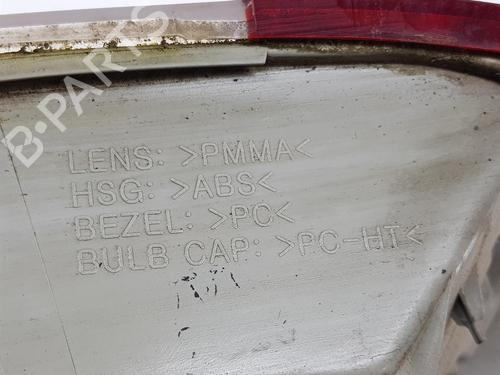 B-PARTS
LENS: >PMMA<
HSG: >ABS<
BEZEL: >PC<
BULB CAP: >PC-HT<